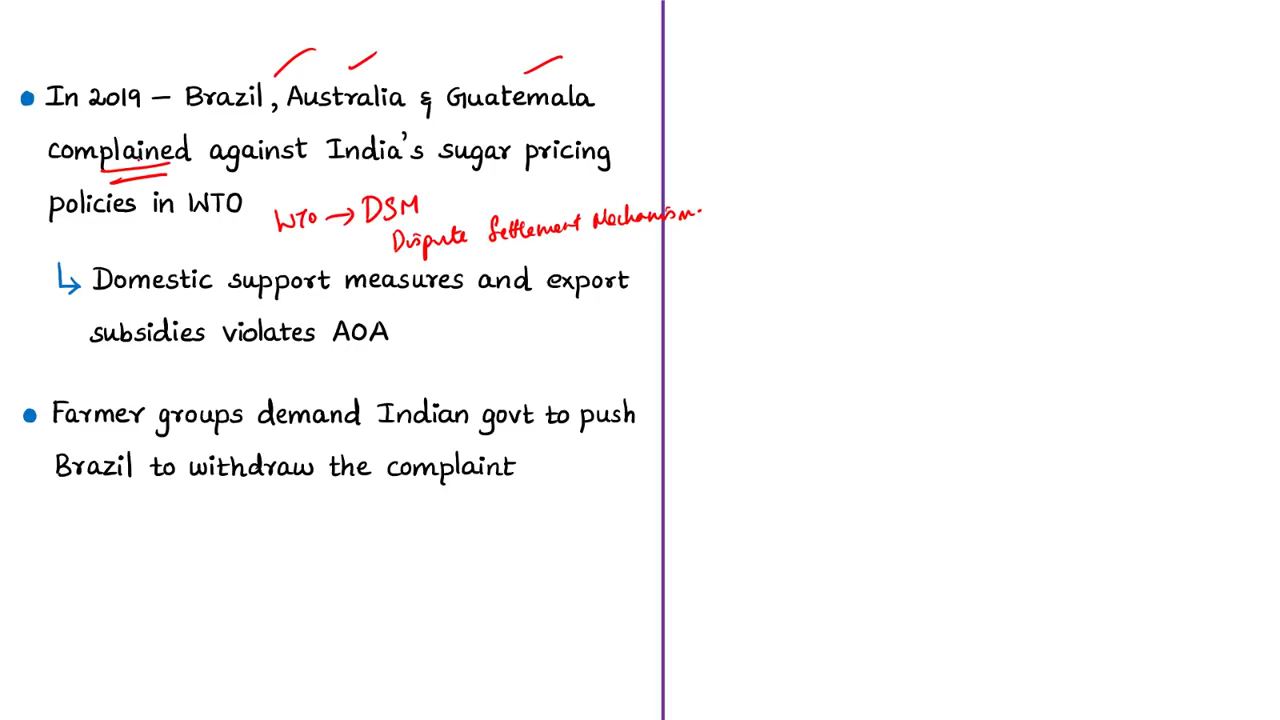 In 2019 – Brazil, Australia & Guatemala
complained against India's sugar pricing
policies in WTO
WTO → DSM
Dispute Settlement Mechanism.
↳ Domestic support measures and export
subsidies violates AOA
Farmer groups demand Indian govt to push
Brazil to withdraw the complaint